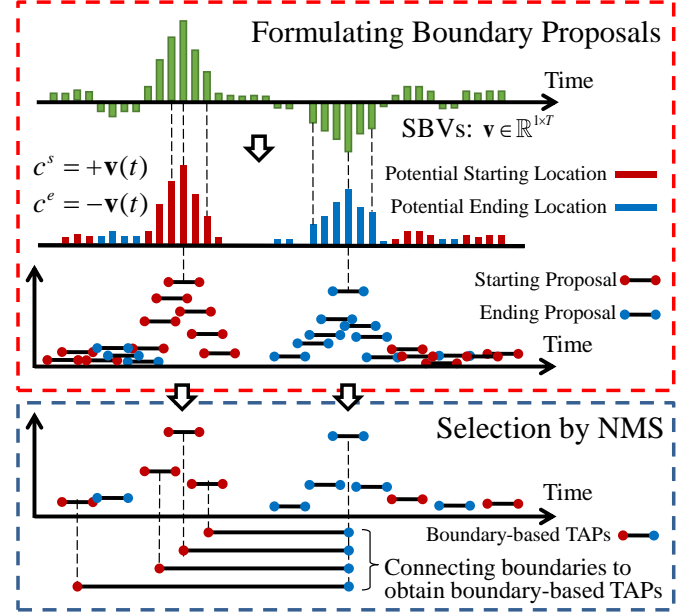 Formulating Boundary Proposals
Time
SBVs: v ∈ ℝ^{1×T}
c^s = +v(t)
c^e = −v(t)
Potential Starting Location
Potential Ending Location
Starting Proposal
Ending Proposal
Time
Selection by NMS
Time
Boundary-based TAPs
Connecting boundaries to
obtain boundary-based TAPs